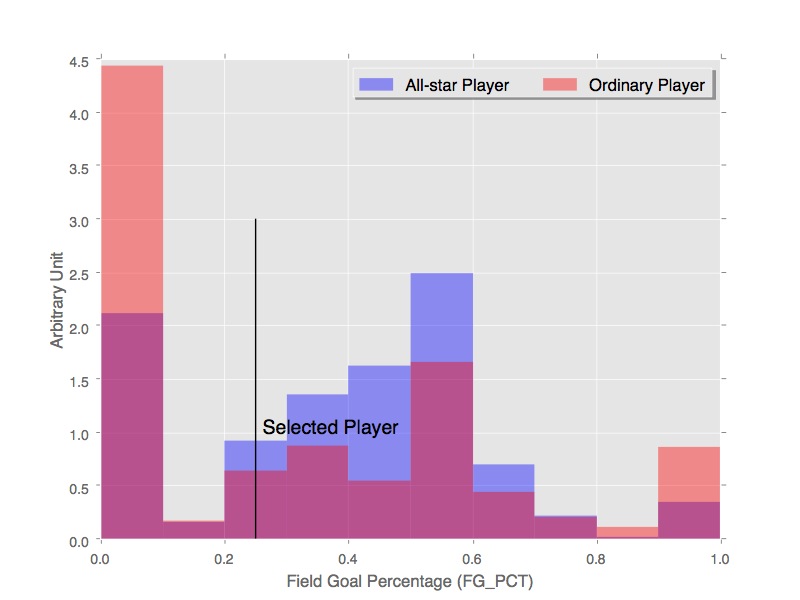 4.5
All-star Player
Ordinary Player
4.0
3.5
3.0
2.5
2.0
1.5
1.0
0.5
0.0
Arbitrary Unit
Selected Player
0.0 0.2 0.4 0.6 0.8 1.0
Field Goal Percentage (FG_PCT)